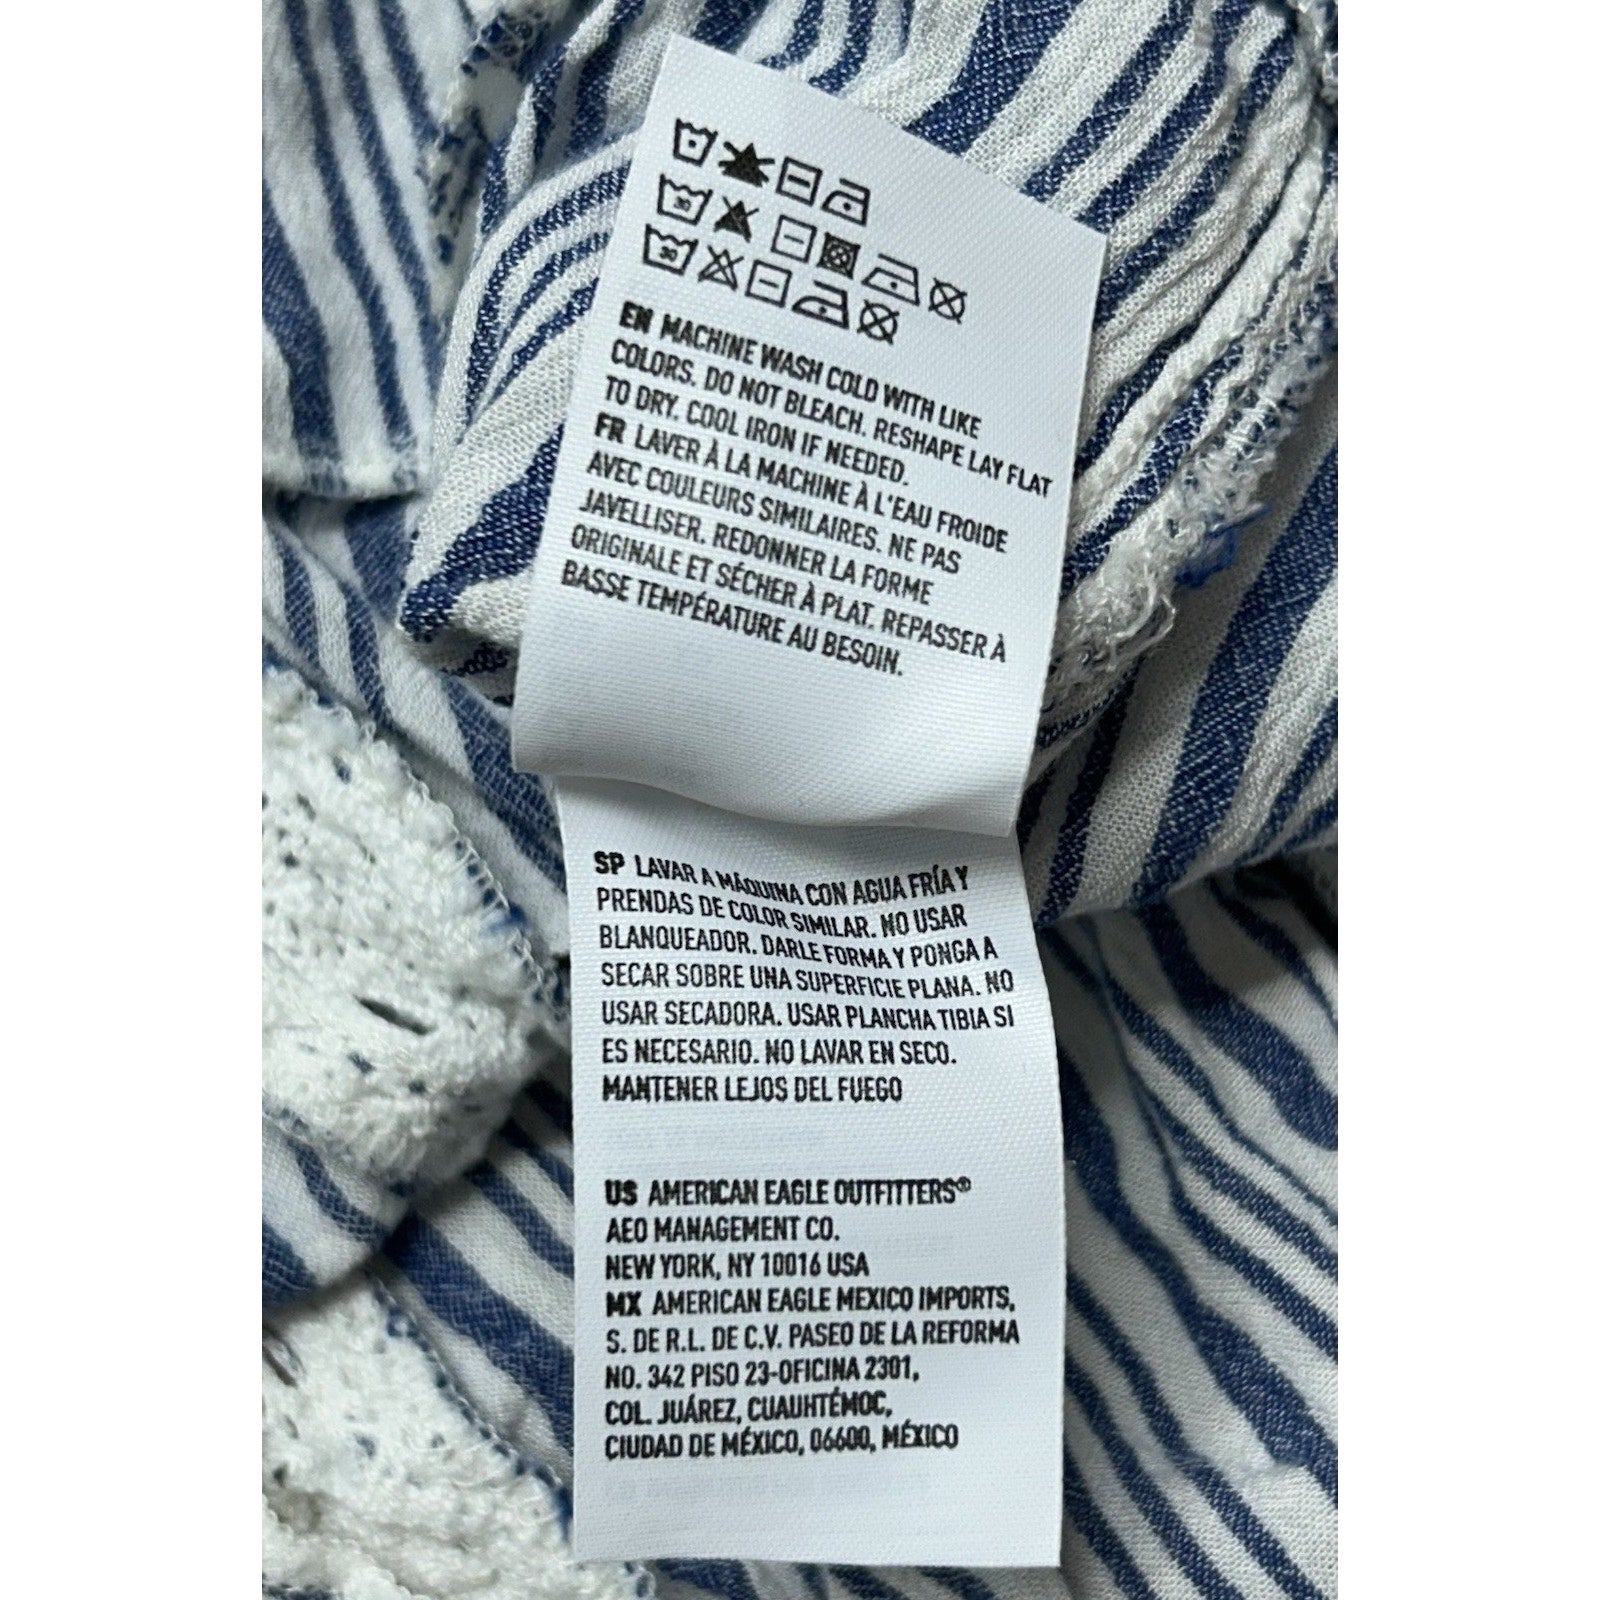 EN MACHINE WASH COLD WITH LIKE
COLORS. DO NOT BLEACH. RESHAPE LAY FLAT
TO DRY. COOL IRON IF NEEDED.
FR LAVER À LA MACHINE À L'EAU FROIDE
AVEC COULEURS SIMILAIRES. NE PAS
JAVELLISER. REDONNER LA FORME
ORIGINALE ET SÉCHER À PLAT. REPASSER À
BASSE TEMPÉRATURE AU BESOIN.
SP LAVAR A MÁQUINA CON AGUA FRÍA Y
PRENDAS DE COLOR SIMILAR. NO USAR
BLANQUEADOR. DARLE FORMA Y PONGA A
SECAR SOBRE UNA SUPERFICIE PLANA. NO
USAR SECADORA. USAR PLANCHA TIBIA SI
ES NECESARIO. NO LAVAR EN SECO.
MANTENER LEJOS DEL FUEGO
US AMERICAN EAGLE OUTFITTERS®
AEO MANAGEMENT CO.
NEW YORK, NY 10016 USA
MX AMERICAN EAGLE MEXICO IMPORTS,
S. DE R.L. DE C.V. PASEO DE LA REFORMA
NO. 342 PISO 23-OFICINA 2301,
COL. JUÁREZ, CUAUHTÉMOC,
CIUDAD DE MÉXICO, 06600, MÉXICO